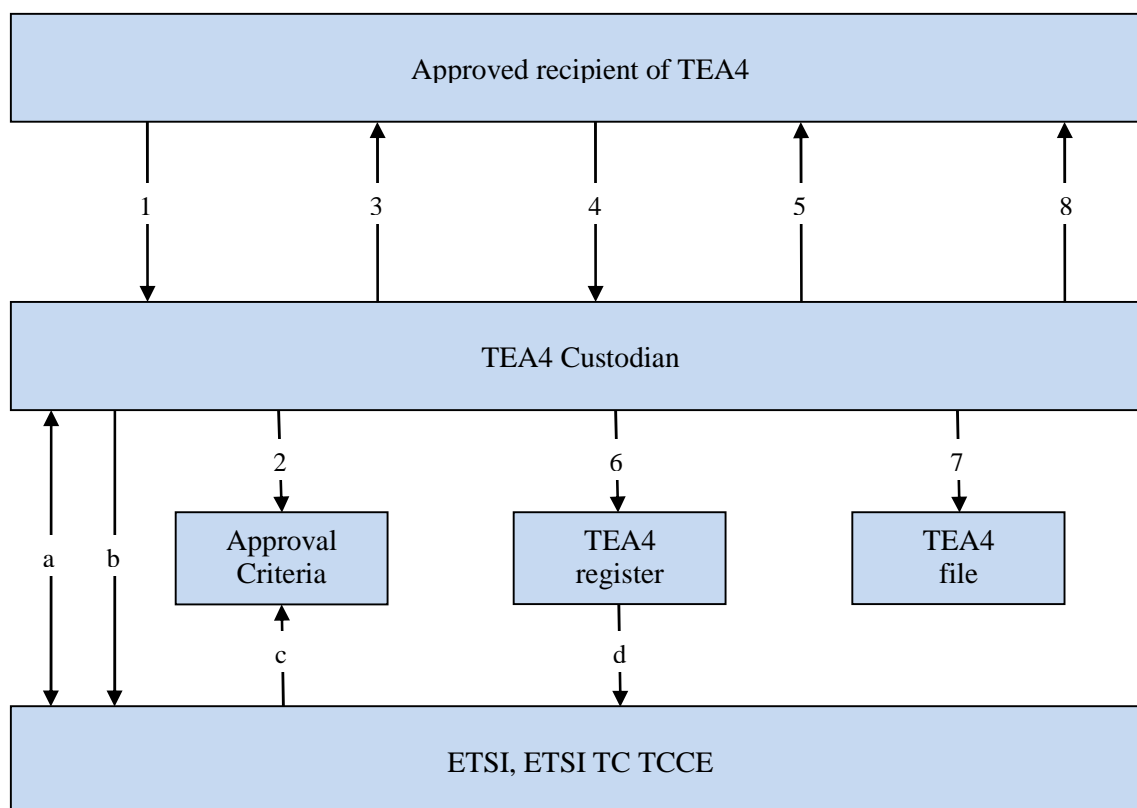 Approved recipient of TEA4
1 3 4 5 8
TEA4 Custodian
2 6 7
Approval
Criteria
TEA4
register
TEA4
file
a b
c d
ETSI, ETSI TC TCCE